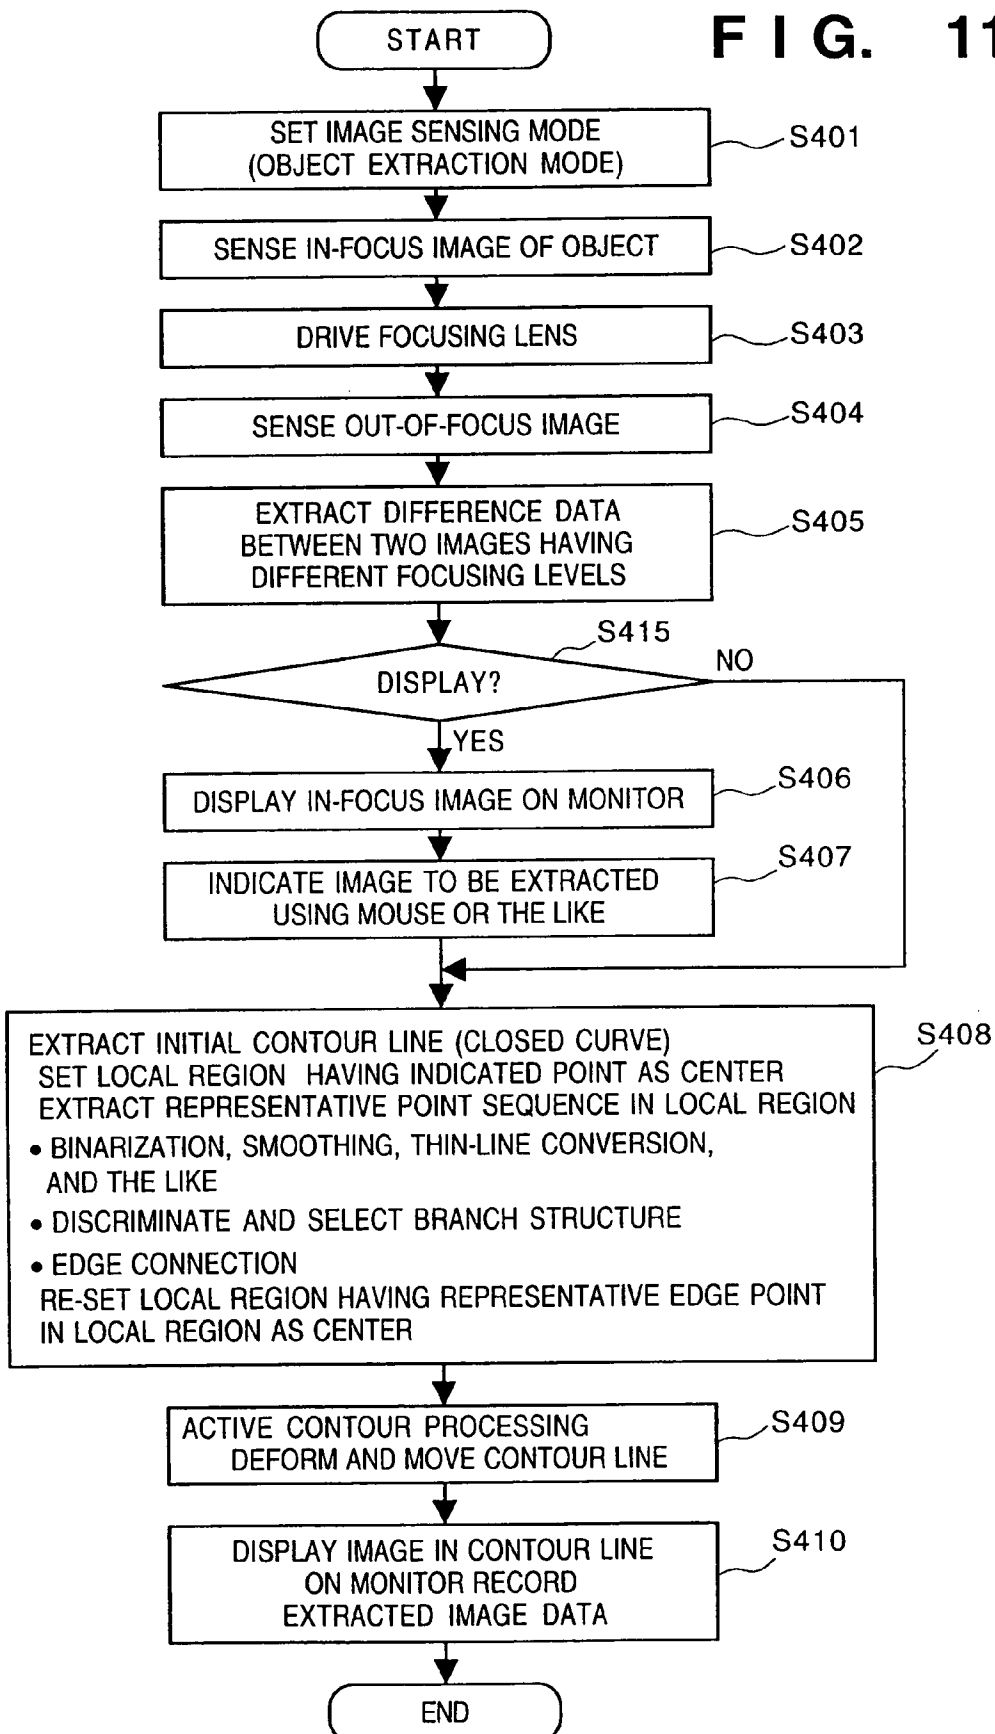 FIG. 11
START
SET IMAGE SENSING MODE
(OBJECT EXTRACTION MODE)
S401
SENSE IN-FOCUS IMAGE OF OBJECT
S402
DRIVE FOCUSING LENS
S403
SENSE OUT-OF-FOCUS IMAGE
S404
EXTRACT DIFFERENCE DATA
BETWEEN TWO IMAGES HAVING
DIFFERENT FOCUSING LEVELS
S405
S415
DISPLAY?
NO
YES
DISPLAY IN-FOCUS IMAGE ON MONITOR
S406
INDICATE IMAGE TO BE EXTRACTED
USING MOUSE OR THE LIKE
S407
EXTRACT INITIAL CONTOUR LINE (CLOSED CURVE)
SET LOCAL REGION HAVING INDICATED POINT AS CENTER
EXTRACT REPRESENTATIVE POINT SEQUENCE IN LOCAL REGION
• BINARIZATION, SMOOTHING, THIN-LINE CONVERSION,
AND THE LIKE
• DISCRIMINATE AND SELECT BRANCH STRUCTURE
• EDGE CONNECTION
RE-SET LOCAL REGION HAVING REPRESENTATIVE EDGE POINT
IN LOCAL REGION AS CENTER
S408
ACTIVE CONTOUR PROCESSING
DEFORM AND MOVE CONTOUR LINE
S409
DISPLAY IMAGE IN CONTOUR LINE
ON MONITOR RECORD
EXTRACTED IMAGE DATA
S410
END